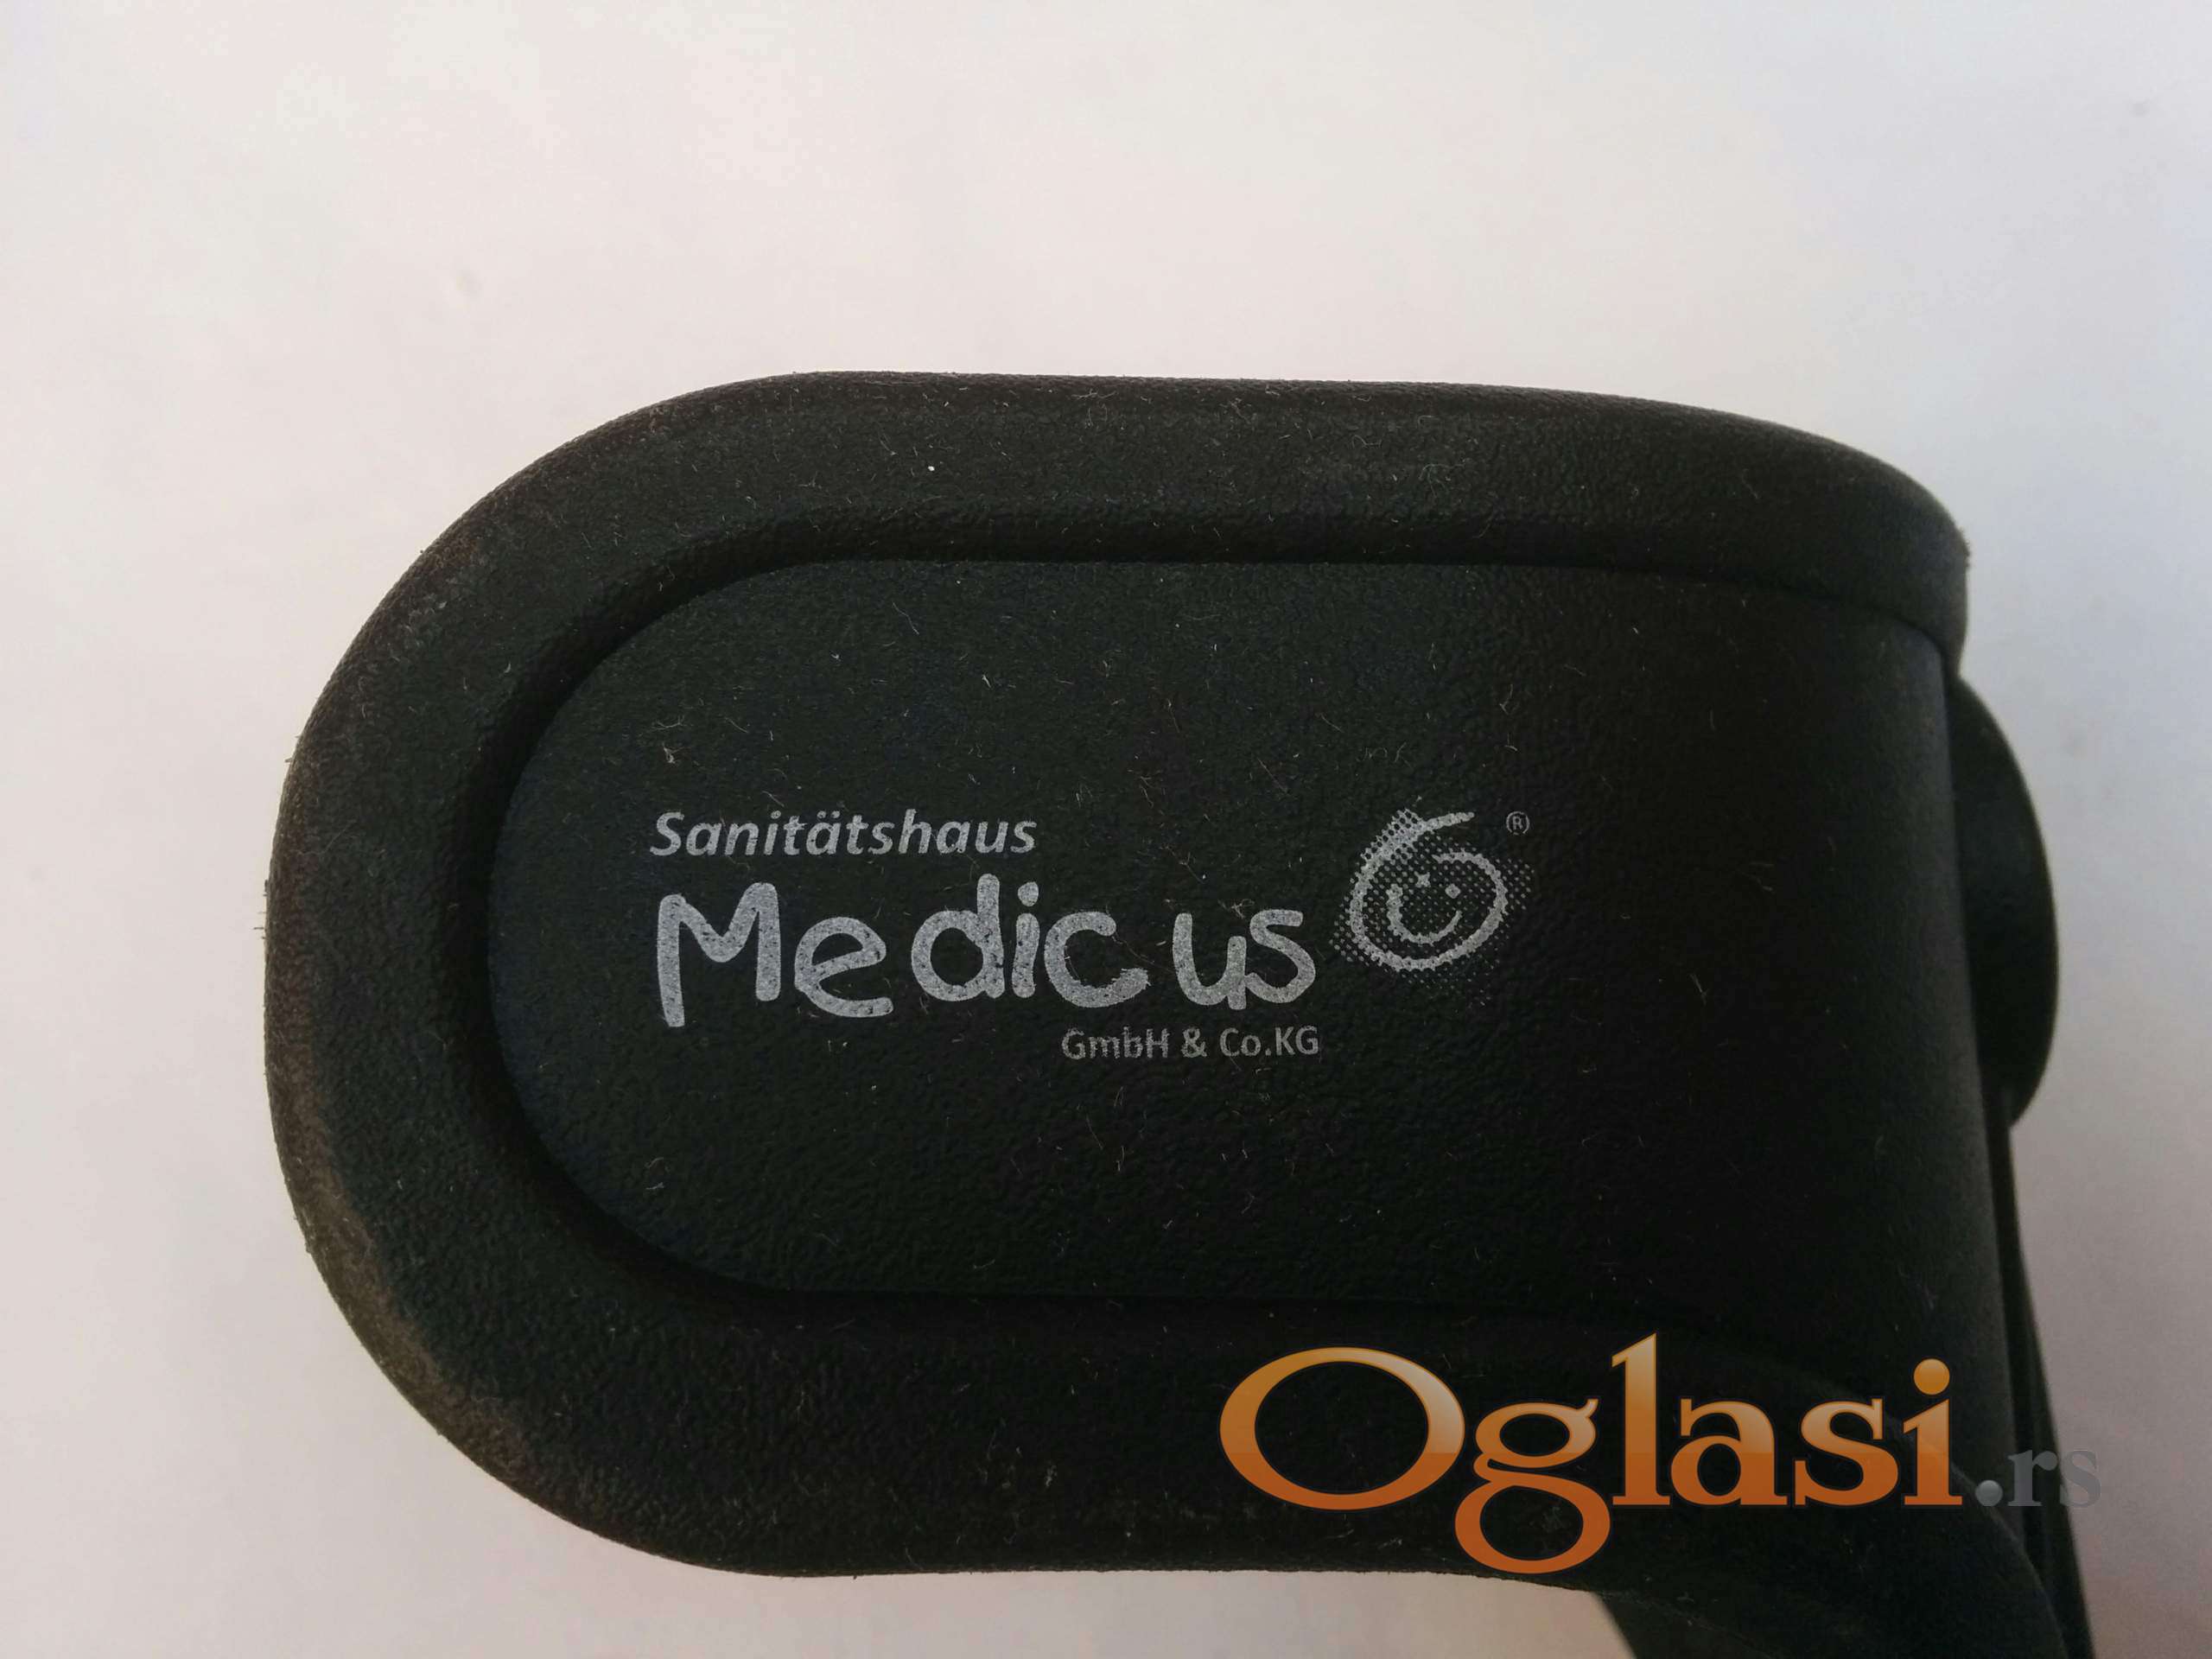 Sanitätshaus
Medicus ®
GmbH & Co.KG
Oglasi.rs